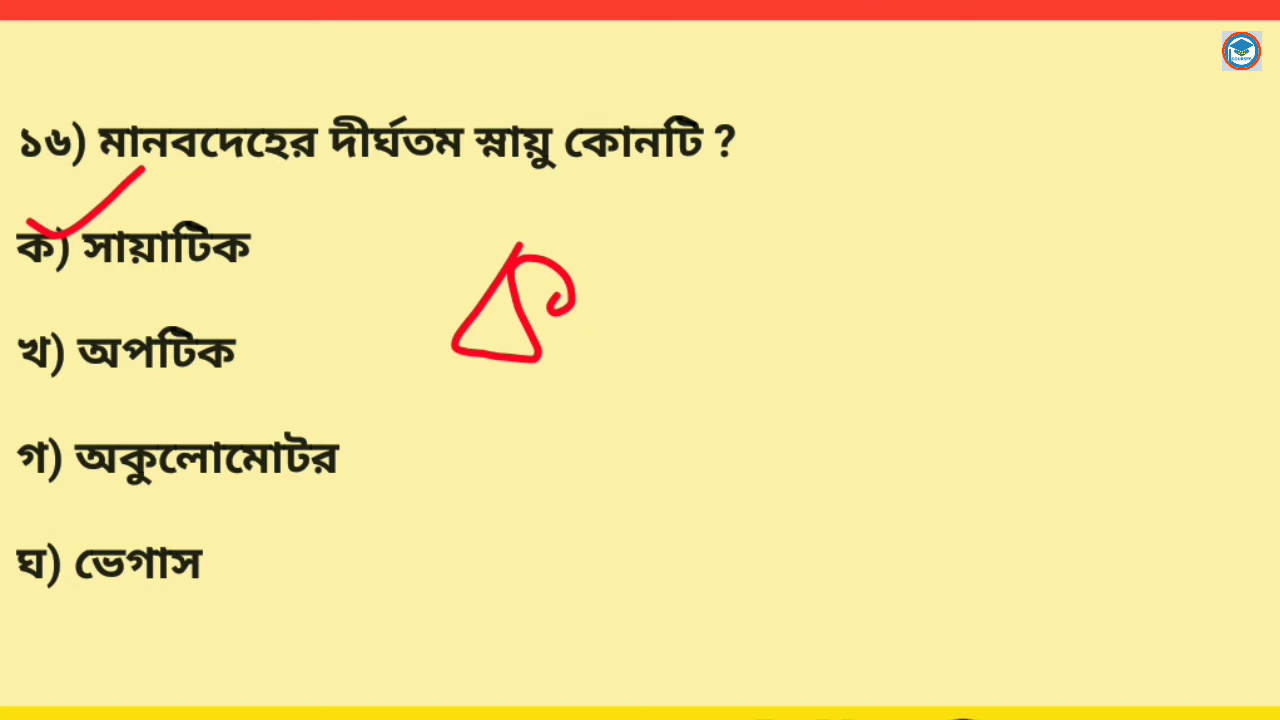 ১৬) মানবদেহের দীর্ঘতম স্নায়ু কোনটি ?
ক) সায়াটিক
খ) অপটিক
গ) অকুলোমোটর
ঘ) ভেগাস